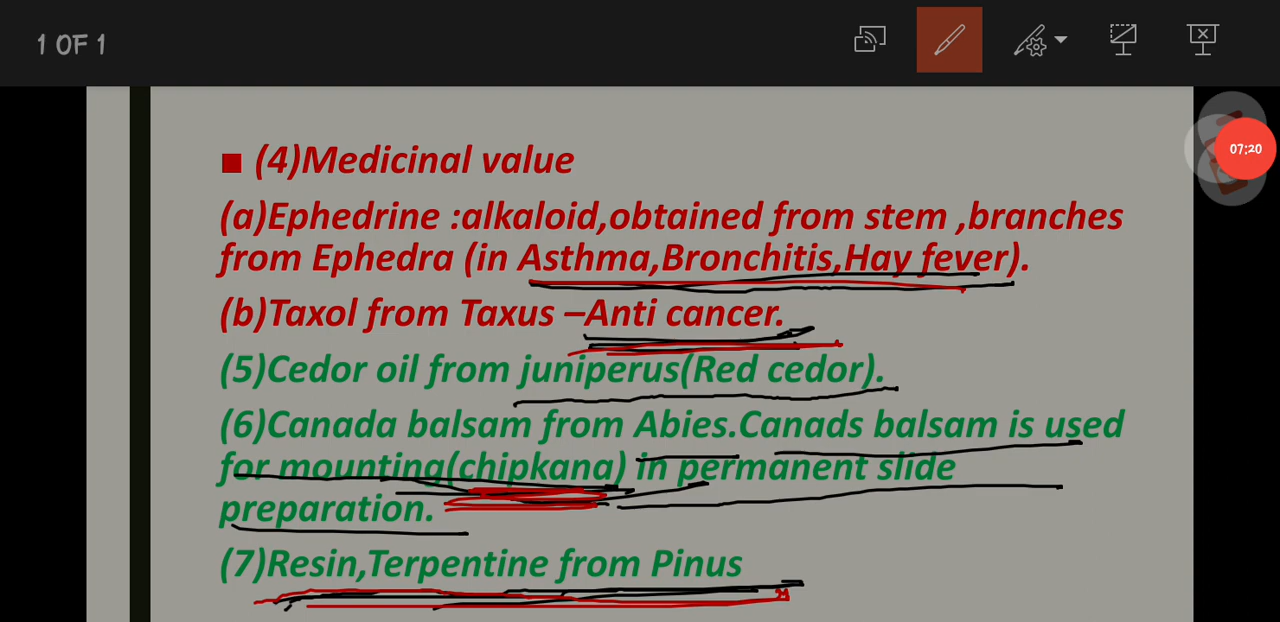 1 OF 1
07:20
(4)Medicinal value
(a)Ephedrine :alkaloid,obtained from stem ,branches
from Ephedra (in Asthma,Bronchitis,Hay fever).
(b)Taxol from Taxus –Anti cancer.
(5)Cedor oil from juniperus(Red cedor).
(6)Canada balsam from Abies.Canads balsam is used
for mounting(chipkana) in permanent slide
preparation.
(7)Resin,Terpentine from Pinus